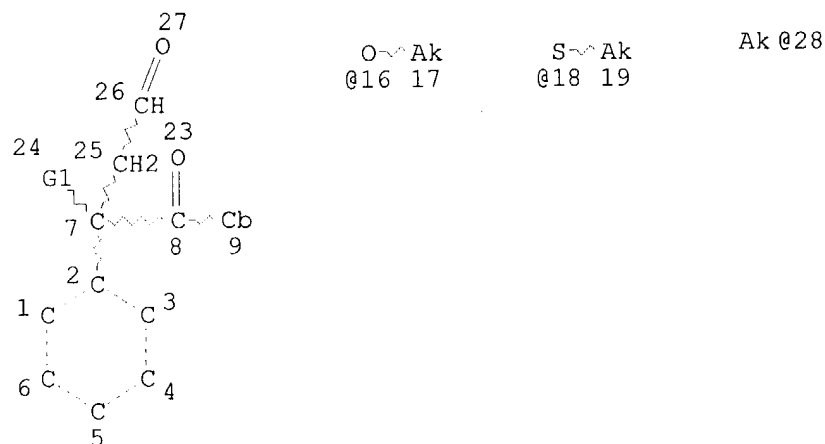 27
O
O Ak
@16 17
S Ak
@18 19
Ak @28
26 CH
23
24 25 CH2 O
G1
7 C C Cb
8 9
2 C
1 C C 3
6 C C 4
C
5